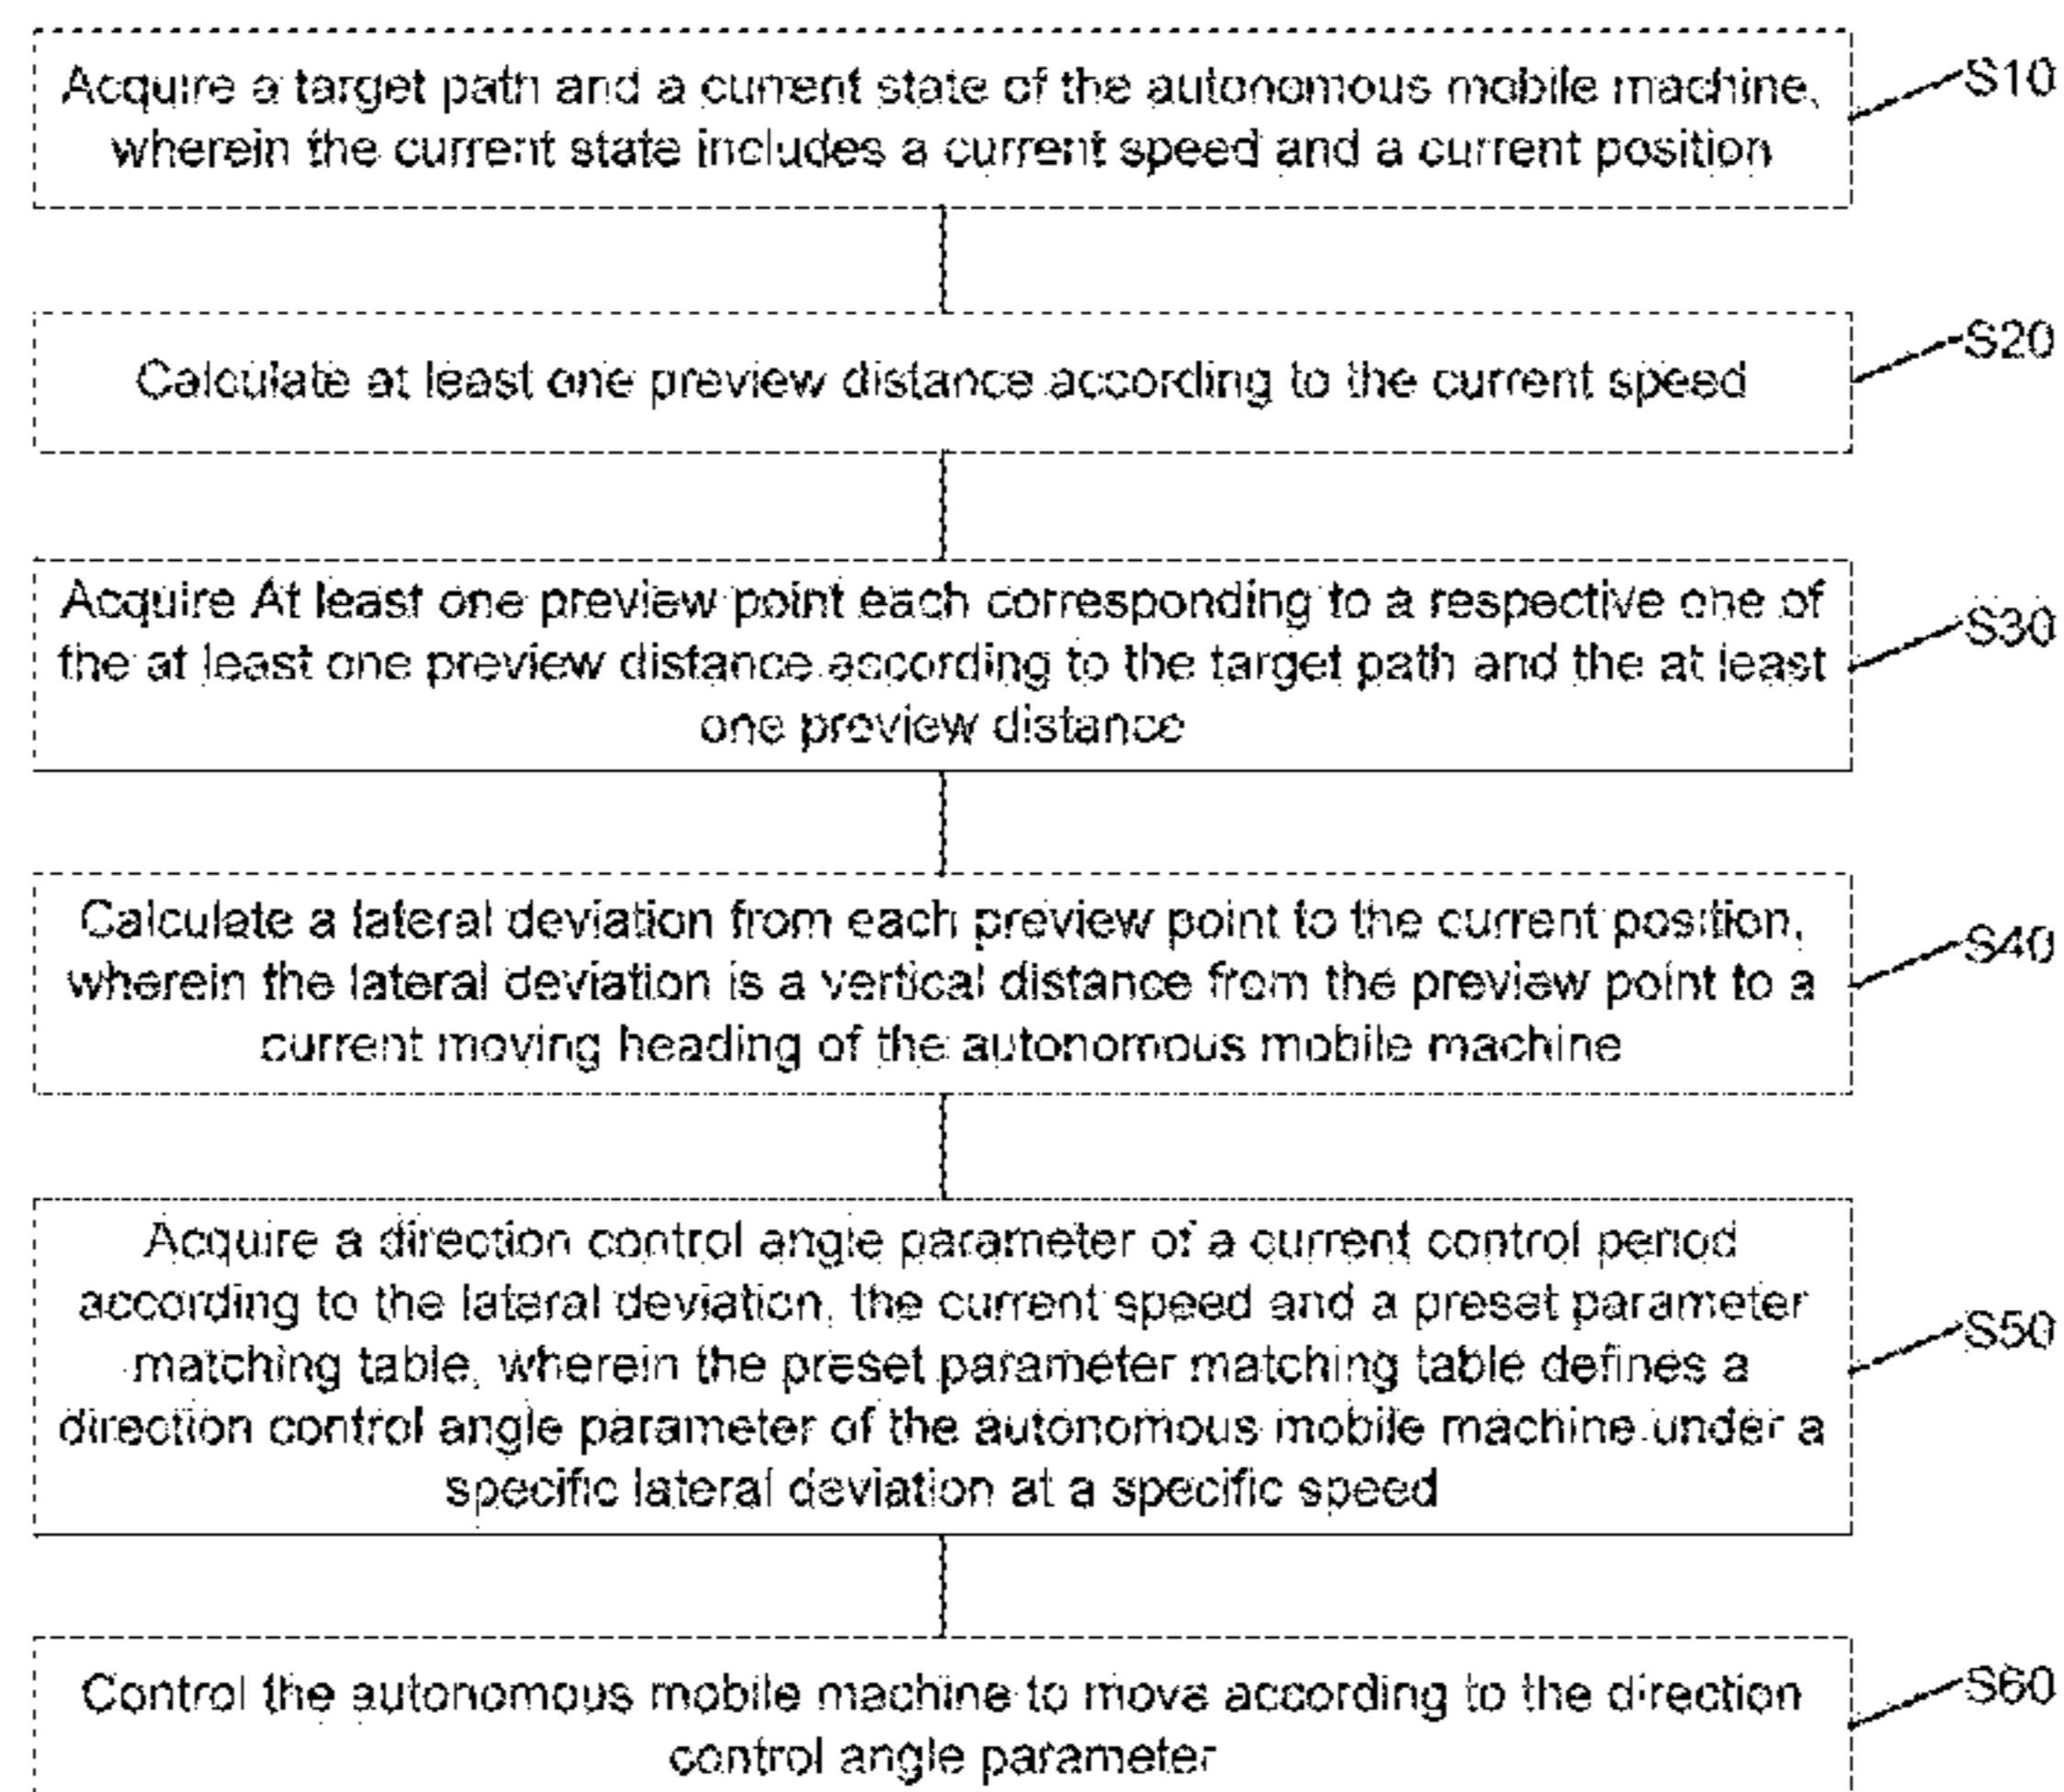 Acquire a target path and a current state of the autonomous mobile machine,
wherein the current state includes a current speed and a current position
S10
Calculate at least one preview distance according to the current speed
S20
Acquire At least one preview point each corresponding to a respective one of
the at least one preview distance according to the target path and the at least
one preview distance
S30
Calculate a lateral deviation from each preview point to the current position,
wherein the lateral deviation is a vertical distance from the preview point to a
current moving heading of the autonomous mobile machine
S40
Acquire a direction control angle parameter of a current control period
according to the lateral deviation, the current speed and a preset parameter
matching table, wherein the preset parameter matching table defines a
direction control angle parameter of the autonomous mobile machine under a
specific lateral deviation at a specific speed
S50
Control the autonomous mobile machine to move according to the direction
control angle parameter
S60